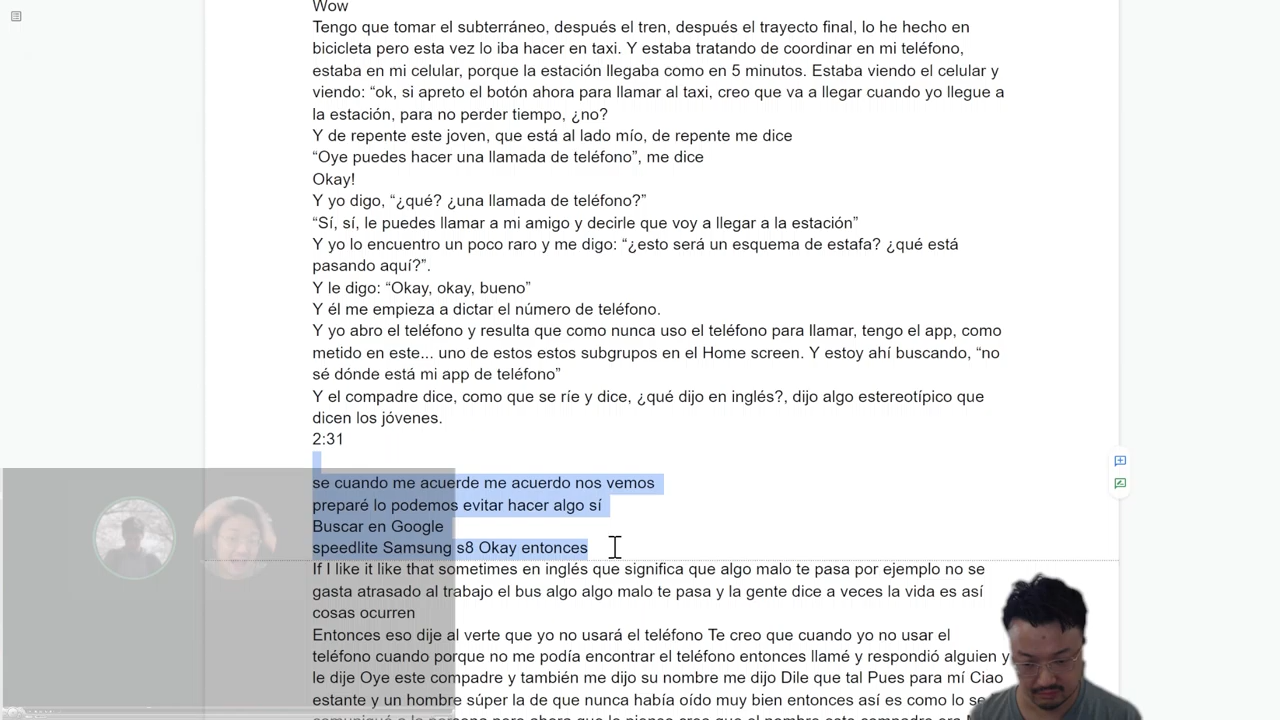 Wow
Tengo que tomar el subterráneo, después el tren, después el trayecto final, lo he hecho en
bicicleta pero esta vez lo iba hacer en taxi. Y estaba tratando de coordinar en mi teléfono,
estaba en mi celular, porque la estación llegaba como en 5 minutos. Estaba viendo el celular y
viendo: “ok, si apreto el botón ahora para llamar al taxi, creo que va a llegar cuando yo llegue a
la estación, para no perder tiempo, ¿no?
Y de repente este joven, que está al lado mío, de repente me dice
“Oye puedes hacer una llamada de teléfono”, me dice
Okay!
Y yo digo, “¿qué? ¿una llamada de teléfono?”
“Sí, sí, le puedes llamar a mi amigo y decirle que voy a llegar a la estación”
Y yo lo encuentro un poco raro y me digo: “¿esto será un esquema de estafa? ¿qué está
pasando aquí?”.
Y le digo: “Okay, okay, bueno”
Y él me empieza a dictar el número de teléfono.
Y yo abro el teléfono y resulta que como nunca uso el teléfono para llamar, tengo el app, como
metido en este... uno de estos estos subgrupos en el Home screen. Y estoy ahí buscando, “no
sé dónde está mi app de teléfono”
Y el compadre dice, como que se ríe y dice, ¿qué dijo en inglés?, dijo algo estereotípico que
dicen los jóvenes.
2:31
se cuando me acuerde me acuerdo nos vemos
preparé lo podemos evitar hacer algo sí
Buscar en Google
speedlite Samsung s8 Okay entonces
If I like it like that sometimes en inglés que significa que algo malo te pasa por ejemplo no se
gasta atrasado al trabajo el bus algo algo malo te pasa y la gente dice a veces la vida es así
cosas ocurren
Entonces eso dije al verte que yo no usará el teléfono Te creo que cuando yo no usar el
teléfono cuando porque no me podía encontrar el teléfono entonces llamé y respondió alguien y
le dije Oye este compadre y también me dijo su nombre me dijo Dile que tal Pues para mí Ciao
estante y un hombre súper la de que nunca había oído muy bien entonces así es como lo se